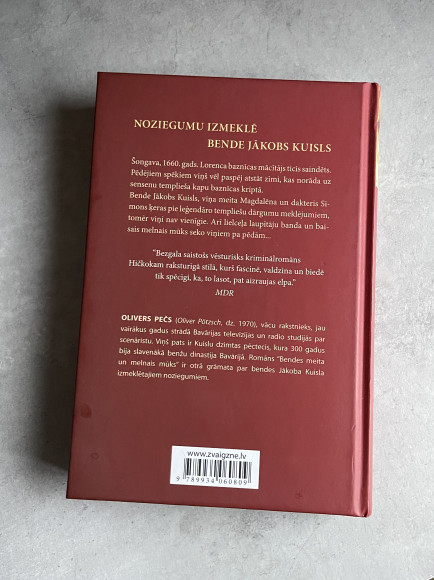 NOZIEGUMU IZMEKLĒ
BENDE JĀKOBS KUISLS
Šongava, 1660. gads. Lorenca baznīcas mācītājs ticis saindēts.
Pēdējiem spēkiem viņš vēl paspēj atstāt zīmi, kas norāda uz
sensenu templieša kapu baznīcas kriptā.
Bende Jākobs Kuisls, viņa meita Magdalēna un dakteris Sī-
mons ķeras pie leģendāro templiešu dārgumu meklējumiem,
tomēr viņi nav vienīgie. Arī lielceļa laupītāju banda un bai-
sais melnais mūks seko viņiem pa pēdām...
"Bezgala saistošs vēsturisks kriminālromāns
Hičkokam raksturīgā stilā, kurš fascinē, valdzina un biedē
tik spēcīgi, ka, to lasot, pat aizraujas elpa."
MDR
OLIVERS PEČS (Oliver Pötzsch, dz. 1970), vācu rakstnieks, jau
vairākus gadus strādā Bavārijas televīzijas un radio studijās par
scenāristu. Viņš pats ir Kuislu dzimtas pēctecis, kura 300 gadus
bija slavenākā benžu dinastija Bavārijā. Romāns "Bendes meita
un melnais mūks" ir otrā grāmata par bendes Jākoba Kuisla
izmeklētajiem noziegumiem.
www.zvaigzne.lv
9 789934 060809